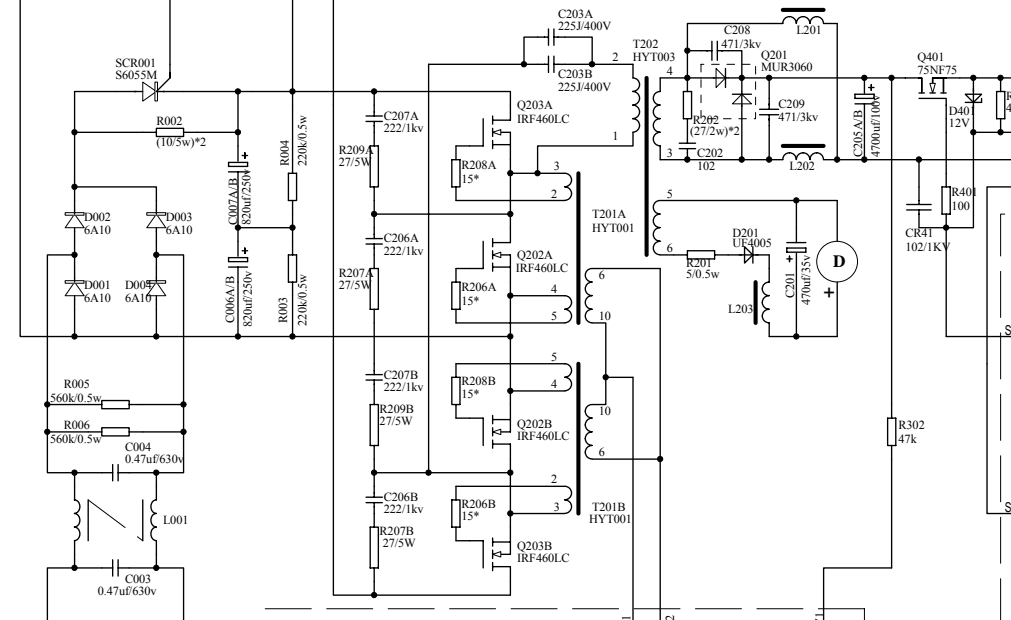 SCR001
S6055M
R002
(10/5w)*2
C007A/B
820uf/250v
R004
220k/0.5w
D002
6A10
D003
6A10
D001
6A10
D004
6A10
C006A/B
820uf/250v
R003
220k/0.5w
R005
560k/0.5w
R006
560k/0.5w
C004
0.47uf/630v
L001
C003
0.47uf/630v
C207A
222/1kv
R209A
27/5W
C206A
222/1kv
R207A
27/5W
C207B
222/1kv
R209B
27/5W
C206B
222/1kv
R207B
27/5W
C203A
225J/400V
C203B
225J/400V
Q203A
IRF460LC
R208A
15*
Q202A
IRF460LC
R206A
15*
R208B
15*
Q202B
IRF460LC
R206B
15*
Q203B
IRF460LC
3
2
4
5
5
4
2
3
T201A
HYT001
6
10
10
6
T201B
HYT001
T202
HYT003
2
1
4
3
5
6
C208
471/3kv
Q201
MUR3060
L201
R202
(27/2w)*2
C202
102
C209
471/3kv
L202
C205A/B
4700uf/100v
Q401
75NF75
D401
12V
R401
100
CR41
102/1KV
R201
5/0.5w
D201
UF4005
C201
470uf/35v
D
L203
R302
47k